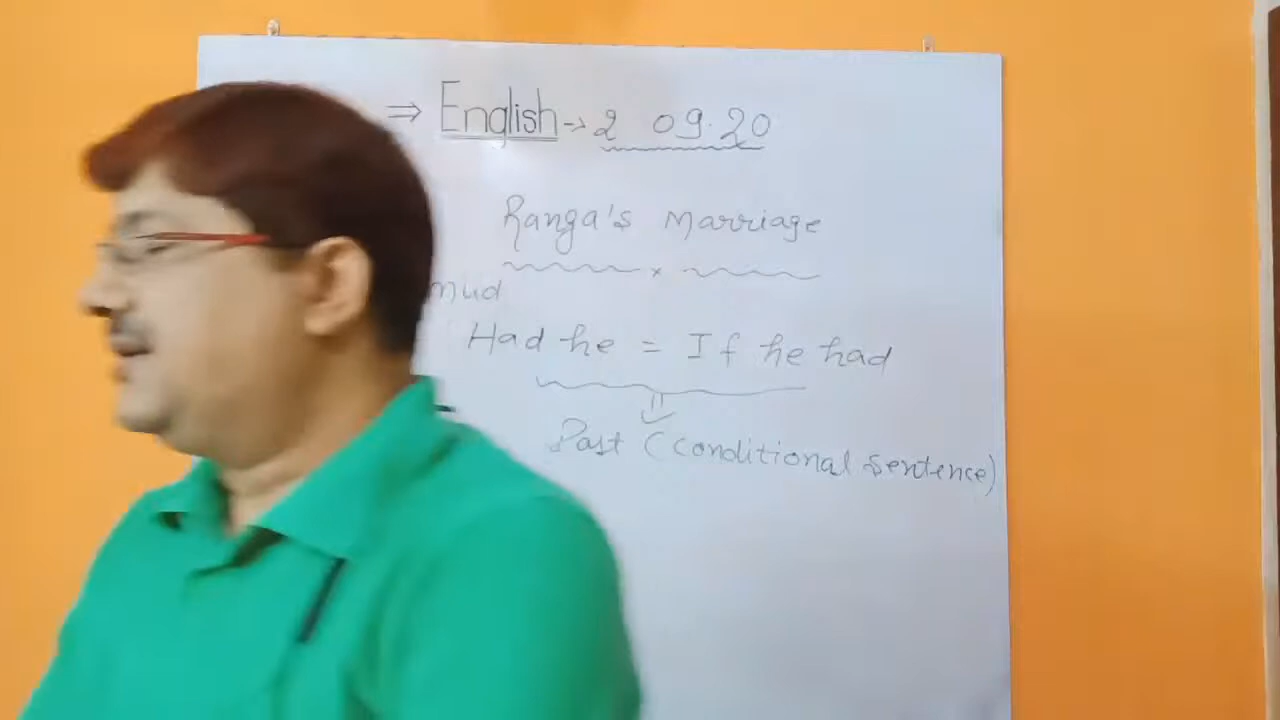 ⇒ English → 2 09.20
Ranga's Marriage
mud
Had he = If he had
Past (conditional sentence)